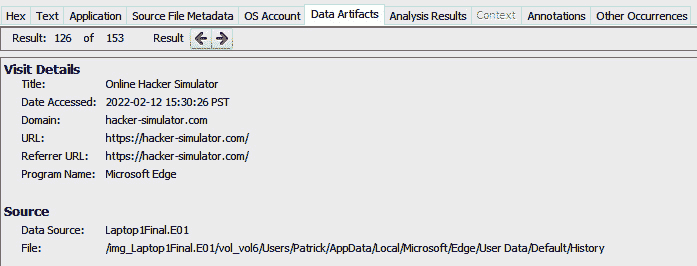 Hex Text Application Source File Metadata OS Account Data Artifacts Analysis Results Context Annotations Other Occurrences
Result: 126 of 153 Result
Visit Details
Title: Online Hacker Simulator
Date Accessed: 2022-02-12 15:30:26 PST
Domain: hacker-simulator.com
URL: https://hacker-simulator.com/
Referrer URL: https://hacker-simulator.com/
Program Name: Microsoft Edge
Source
Data Source: Laptop1Final.E01
File: /img_Laptop1Final.E01/vol_vol6/Users/Patrick/AppData/Local/Microsoft/Edge/User Data/Default/History